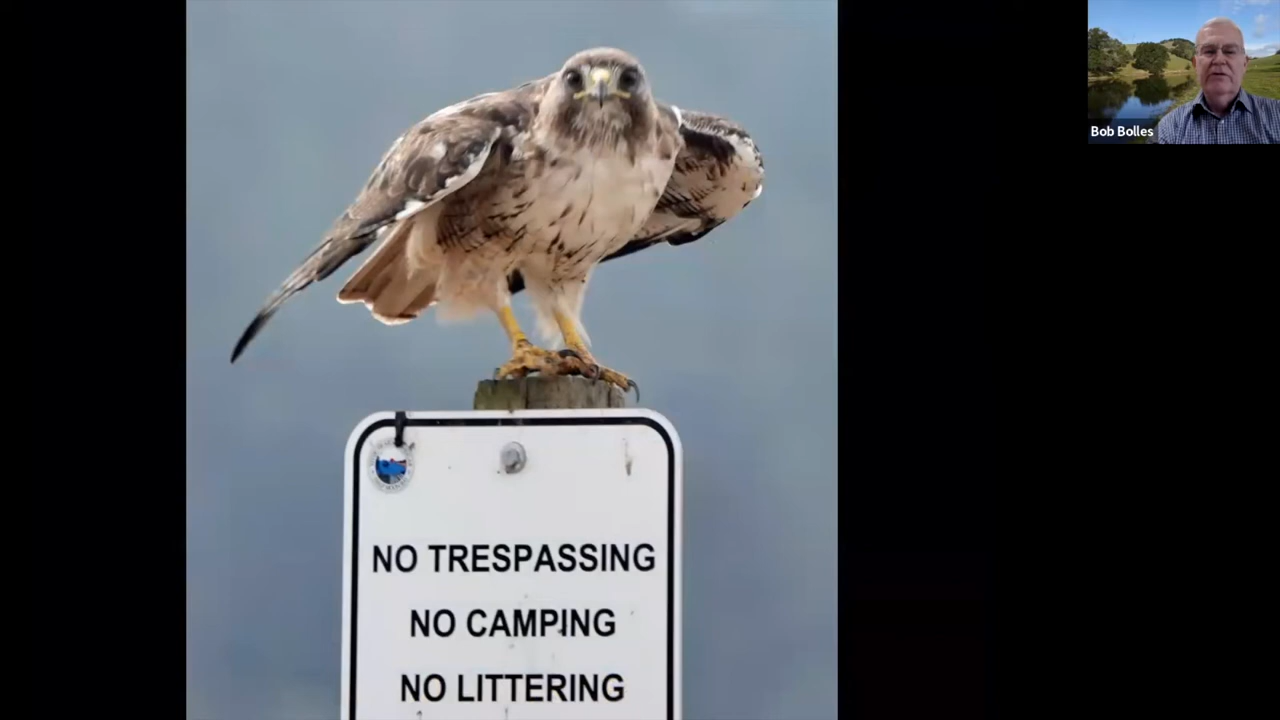 Bob Bolles
NO TRESPASSING
NO CAMPING
NO LITTERING